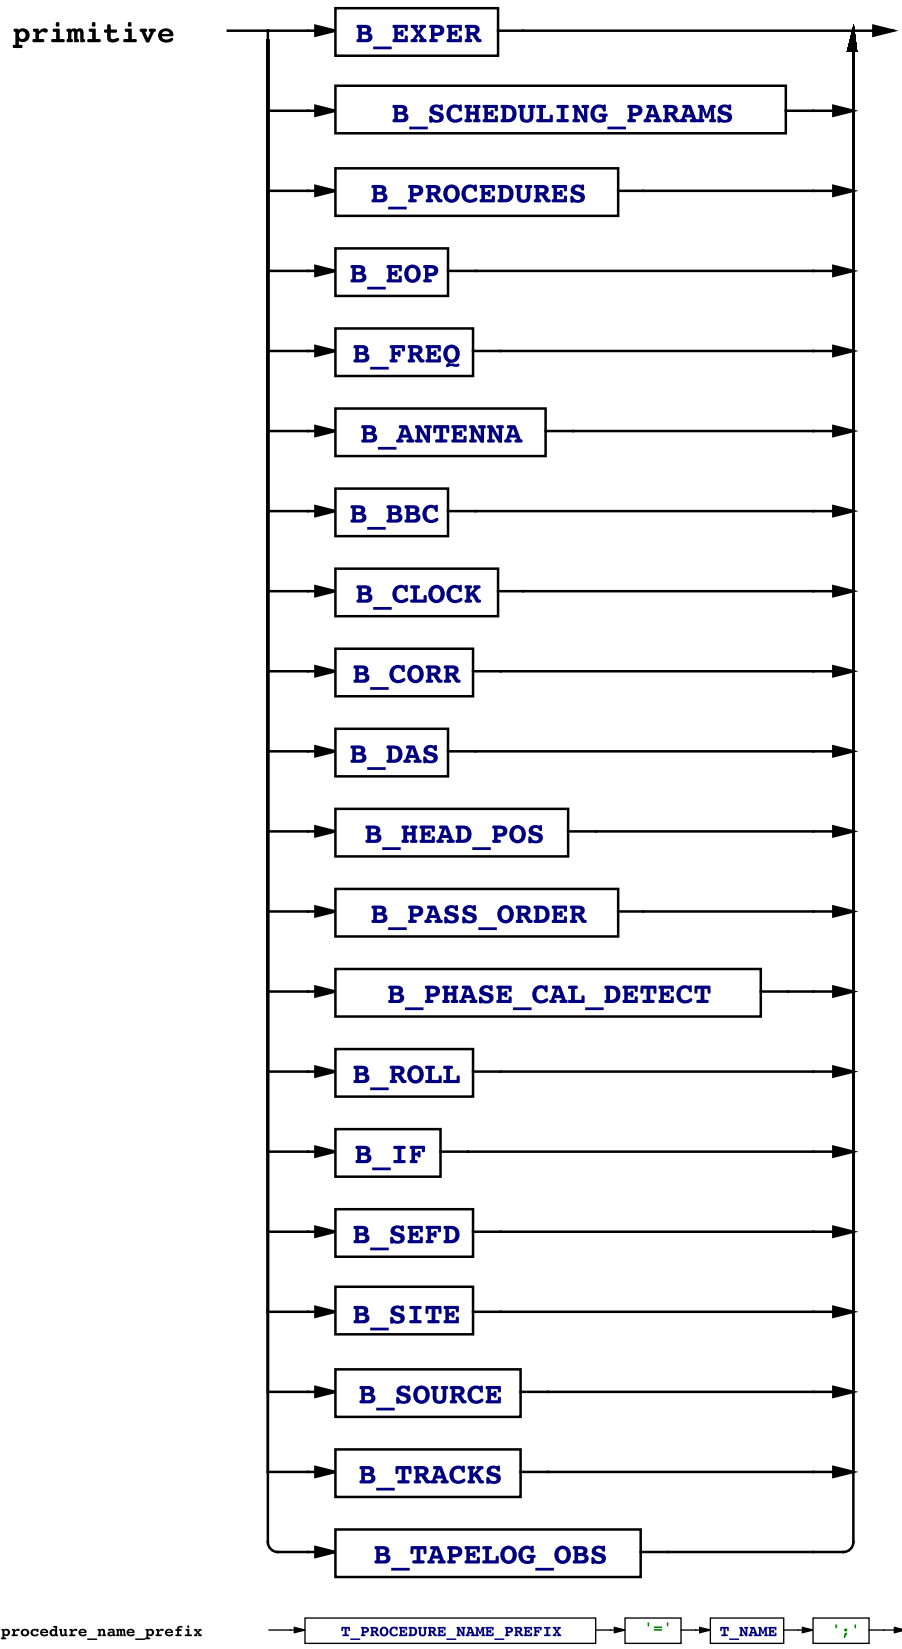 primitive B_EXPER
B_SCHEDULING_PARAMS
B_PROCEDURES
B_EOP
B_FREQ
B_ANTENNA
B_BBC
B_CLOCK
B_CORR
B_DAS
B_HEAD_POS
B_PASS_ORDER
B_PHASE_CAL_DETECT
B_ROLL
B_IF
B_SEFD
B_SITE
B_SOURCE
B_TRACKS
B_TAPELOG_OBS
procedure_name_prefix T_PROCEDURE_NAME_PREFIX '=' T_NAME ';'